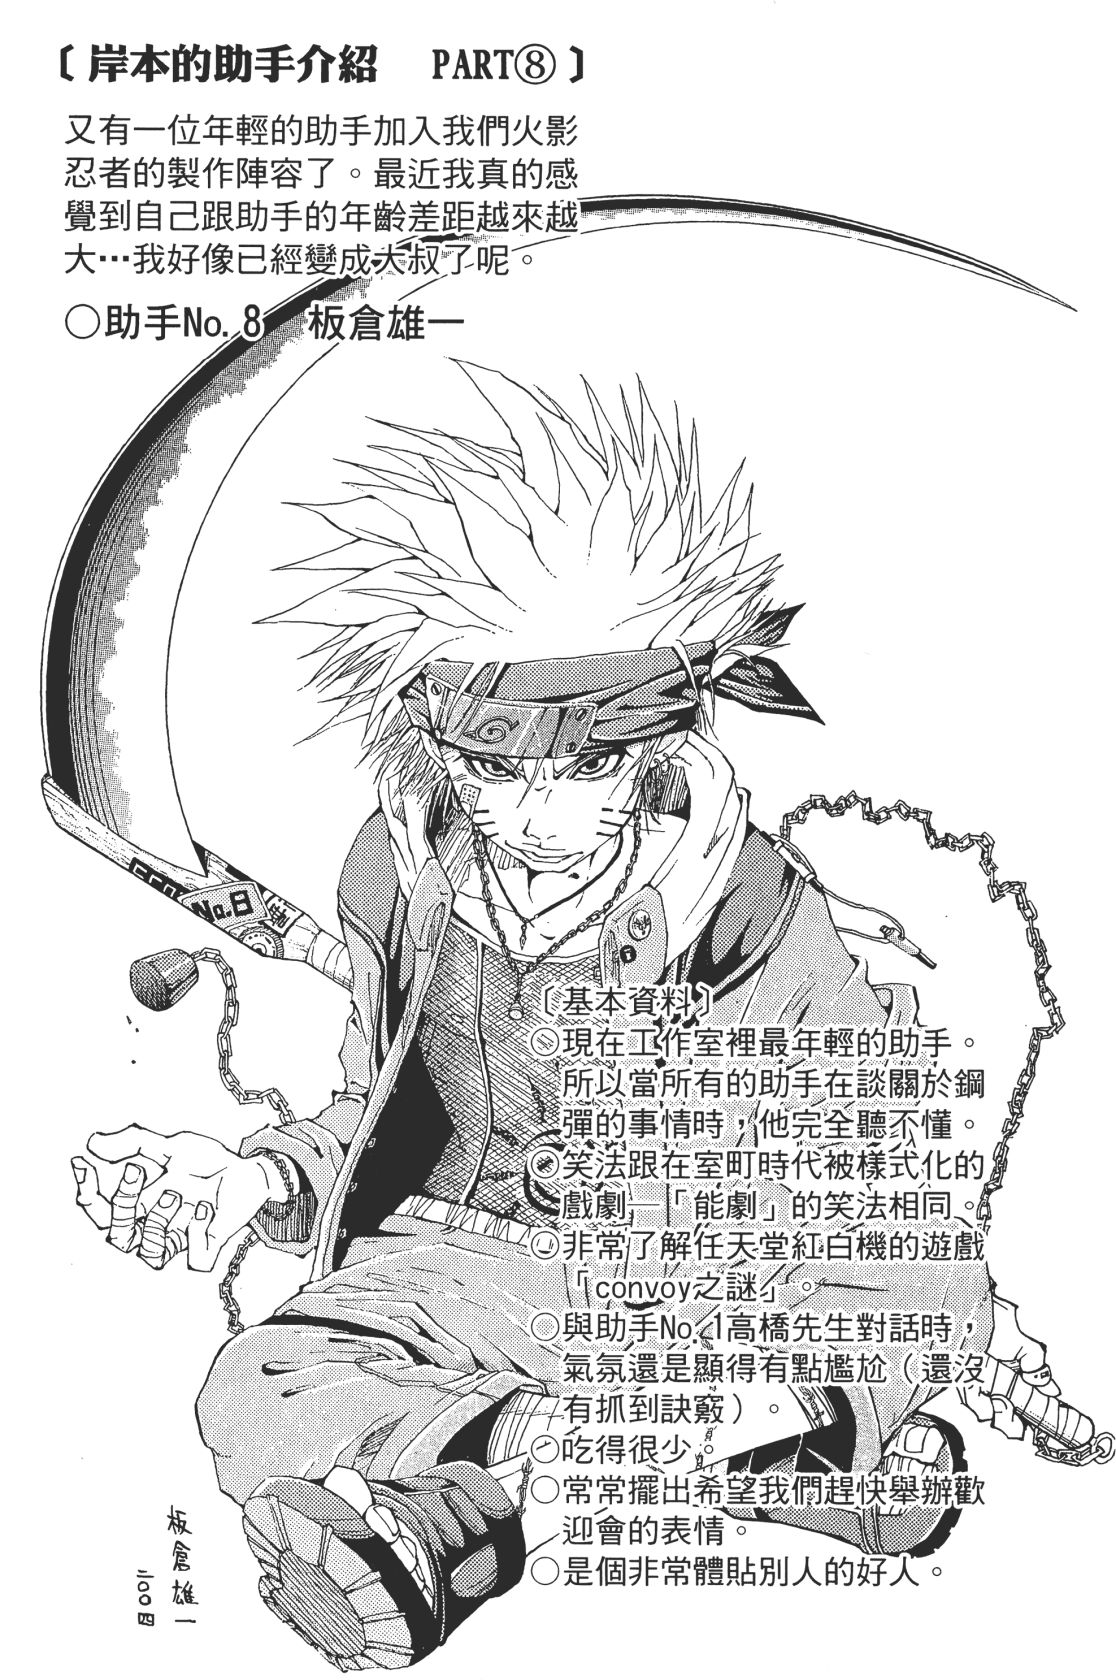 〔岸本的助手介紹　PART⑧〕
又有一位年輕的助手加入我們火影
忍者的製作陣容了。最近我真的感
覺到自己跟助手的年齡差距越來越
大…我好像已經變成大叔了呢。
○助手No.8　板倉雄一
No.8
〔基本資料〕
○現在工作室裡最年輕的助手。
所以當所有的助手在談關於鋼
彈的事情時，他完全聽不懂。
○笑法跟在室町時代被樣式化的
戲劇—「能劇」的笑法相同。
○非常了解任天堂紅白機的遊戲
「convoy之謎」。
○與助手No.1高橋先生對話時，
氣氛還是顯得有點尷尬（還沒
有抓到訣竅）。
○吃得很少。
○常常擺出希望我們趕快舉辦歡
迎會的表情。
○是個非常體貼別人的好人。
板倉雄一
二〇〇四